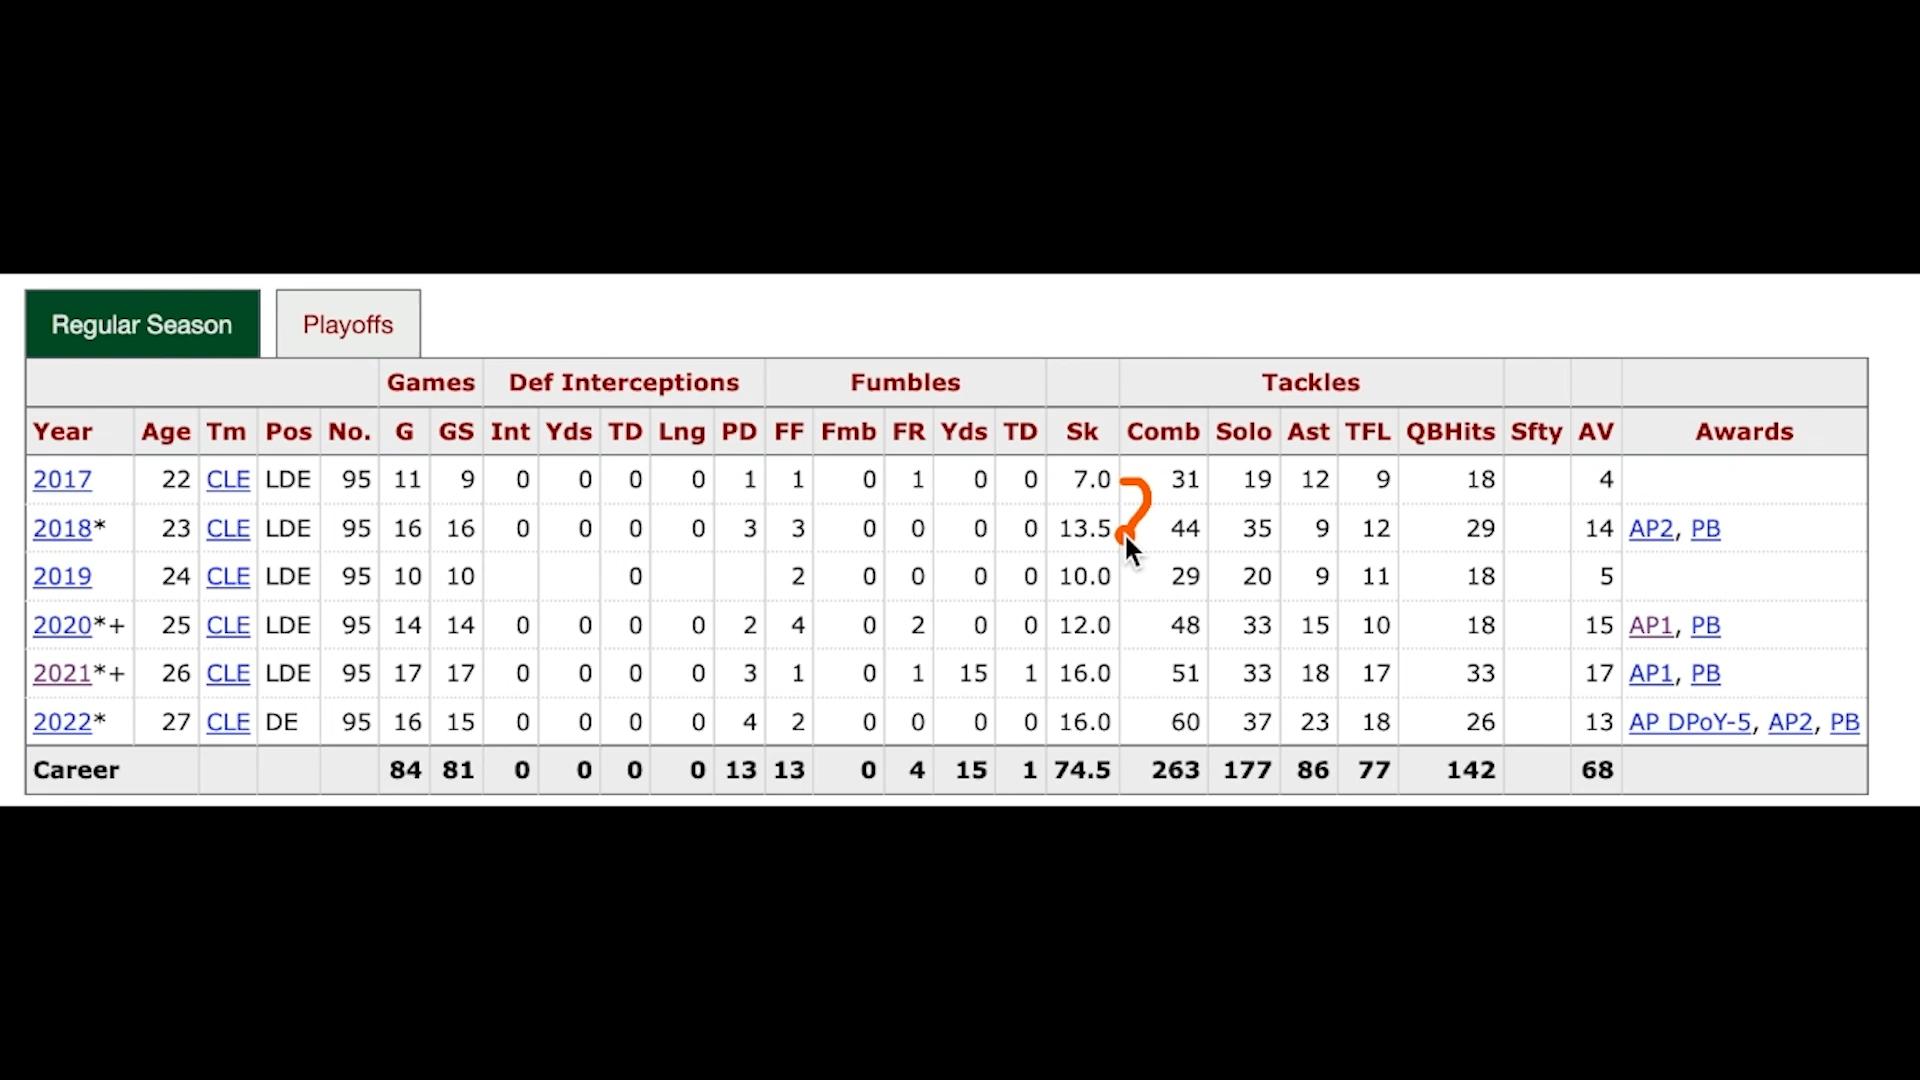 Regular Season Playoffs
Games Def Interceptions Fumbles Tackles
Year Age Tm Pos No. G GS Int Yds TD Lng PD FF Fmb FR Yds TD Sk Comb Solo Ast TFL QBHits Sfty AV Awards
2017 22 CLE LDE 95 11 9 0 0 0 0 1 1 0 1 0 0 7.0 31 19 12 9 18 4
2018* 23 CLE LDE 95 16 16 0 0 0 0 3 3 0 0 0 0 13.5 44 35 9 12 29 14 AP2, PB
2019 24 CLE LDE 95 10 10 0 2 0 0 0 0 10.0 29 20 9 11 18 5
2020*+ 25 CLE LDE 95 14 14 0 0 0 0 2 4 0 2 0 0 12.0 48 33 15 10 18 15 AP1, PB
2021*+ 26 CLE LDE 95 17 17 0 0 0 0 3 1 0 1 15 1 16.0 51 33 18 17 33 17 AP1, PB
2022* 27 CLE DE 95 16 15 0 0 0 0 4 2 0 0 0 0 16.0 60 37 23 18 26 13 AP DPoY-5, AP2, PB
Career 84 81 0 0 0 0 13 13 0 4 15 1 74.5 263 177 86 77 142 68